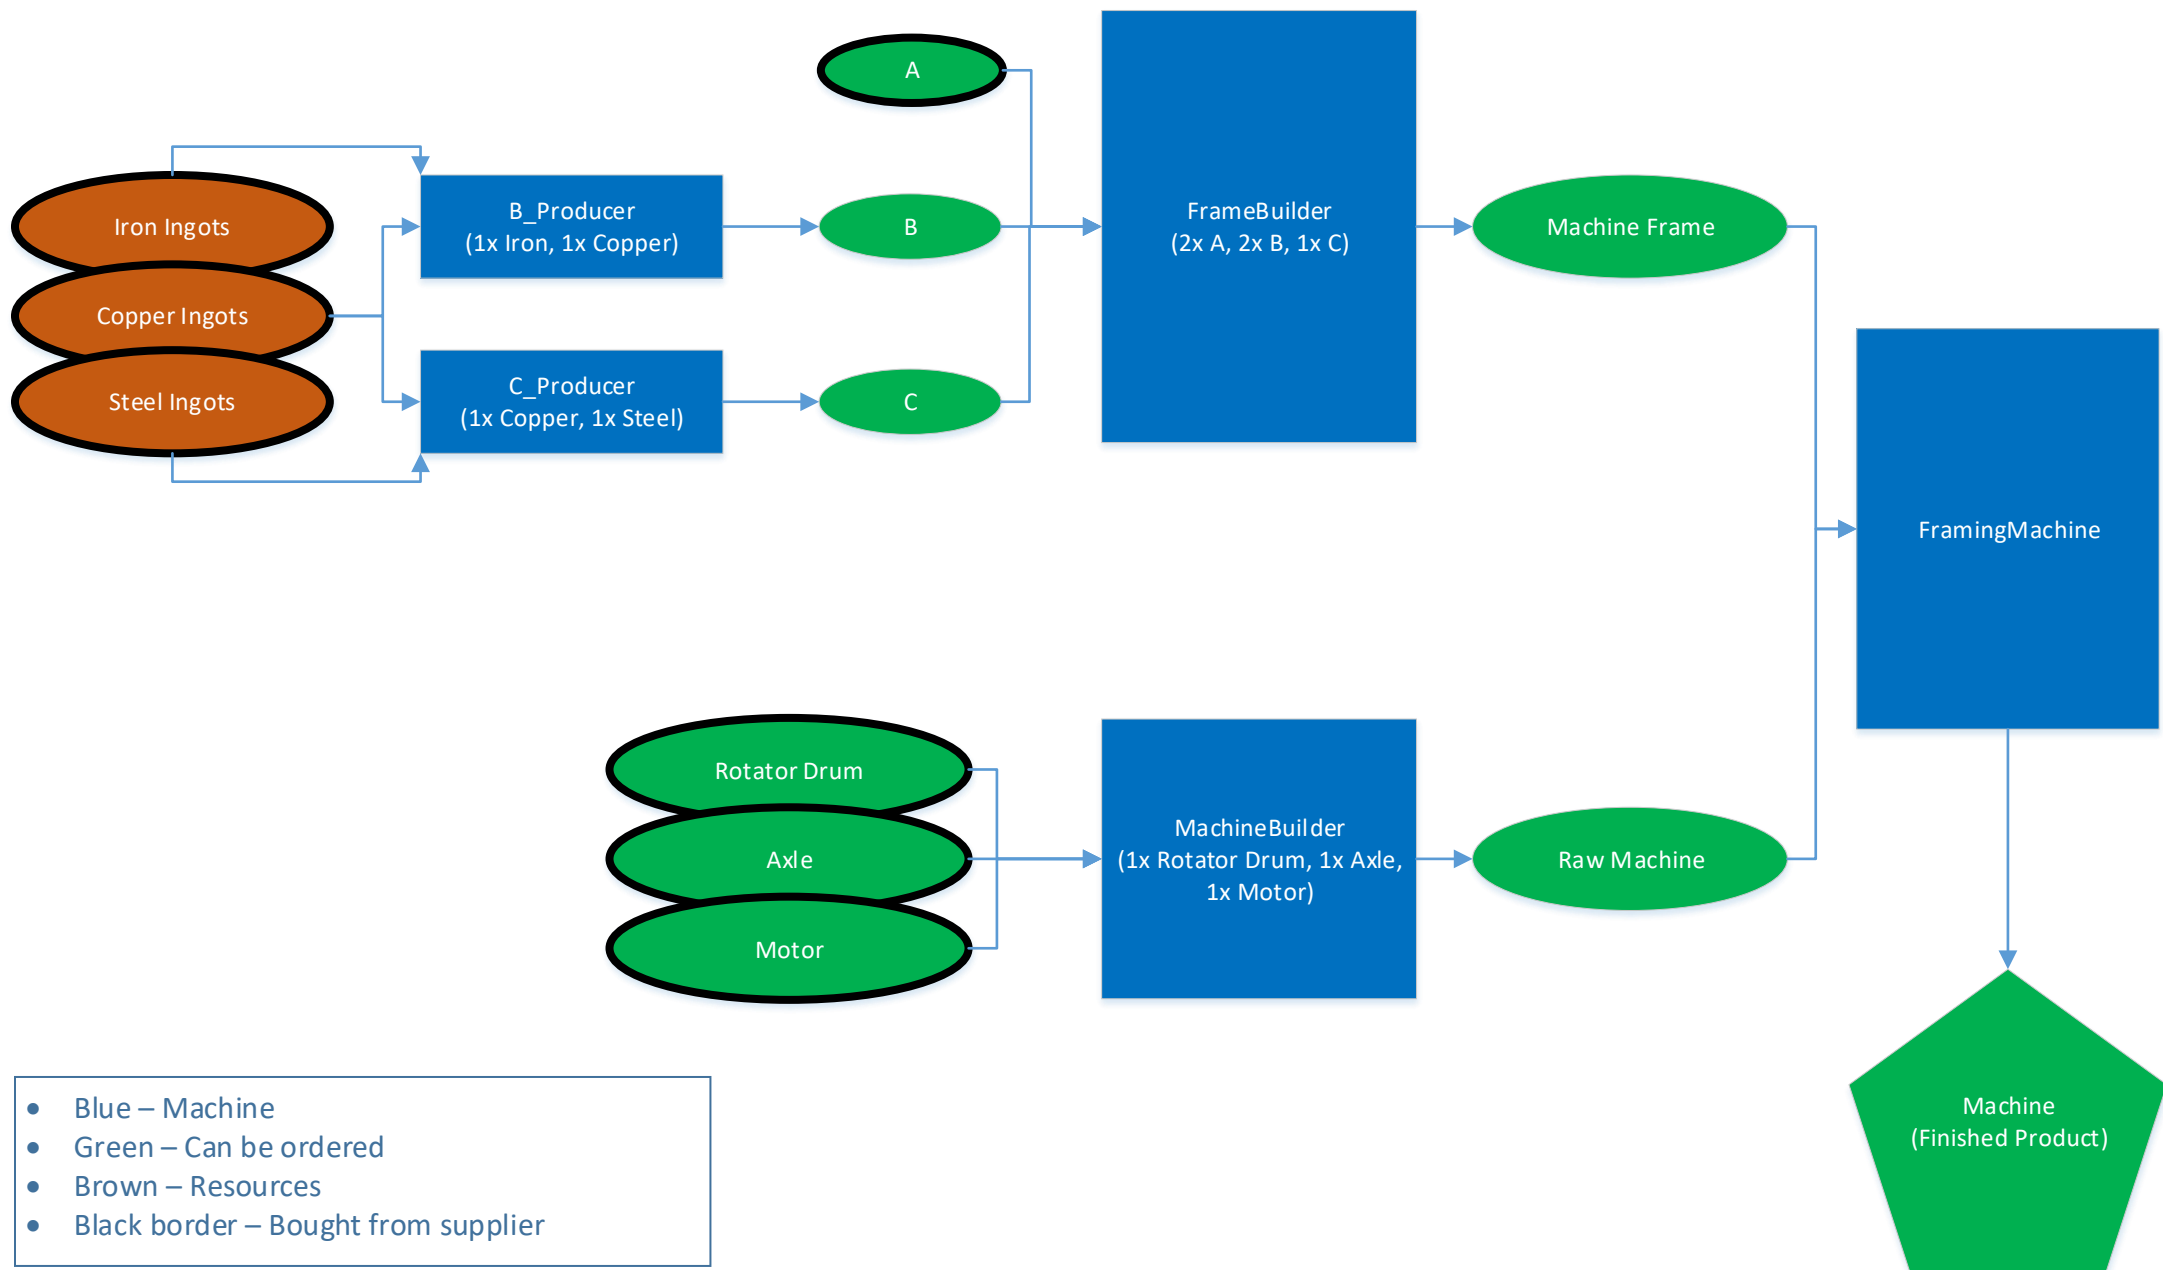 A
Iron Ingots
Copper Ingots
Steel Ingots
B_Producer
(1x Iron, 1x Copper)
C_Producer
(1x Copper, 1x Steel)
B
C
FrameBuilder
(2x A, 2x B, 1x C)
Machine Frame
FramingMachine
Rotator Drum
Axle
Motor
MachineBuilder
(1x Rotator Drum, 1x Axle,
1x Motor)
Raw Machine
Machine
(Finished Product)
• Blue – Machine
• Green – Can be ordered
• Brown – Resources
• Black border – Bought from supplier